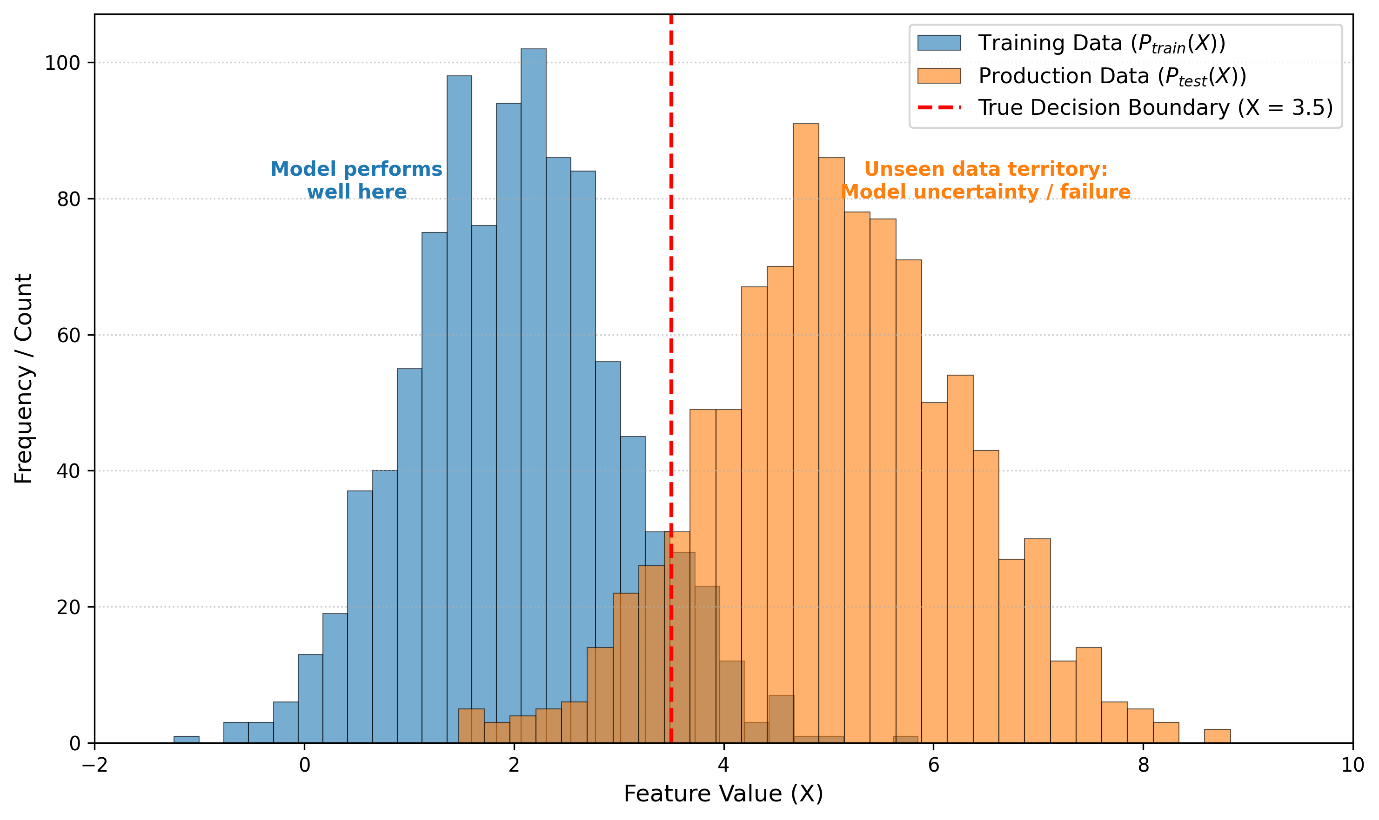 Training Data (P_train(X))
Production Data (P_test(X))
True Decision Boundary (X = 3.5)
Model performs
well here
Unseen data territory:
Model uncertainty / failure
Frequency / Count
100
80
60
40
20
0
−2
0
2
4
6
8
10
Feature Value (X)